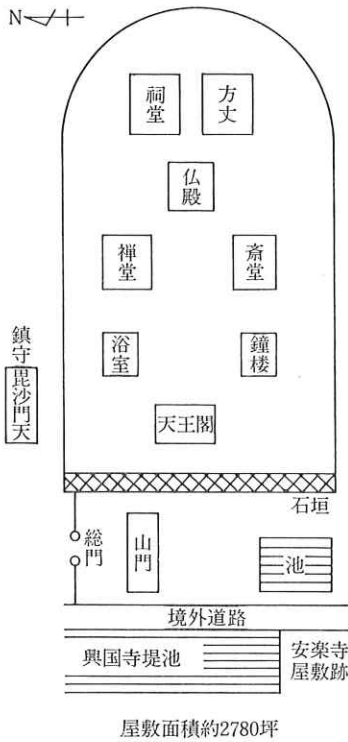 N
祠堂
方丈
仏殿
禅堂
斎堂
浴室
鐘楼
鎮守毘沙門天
天王閣
石垣
総門
山門
池
境外道路
興国寺堤池
安楽寺
屋敷跡
屋敷面積約2780坪